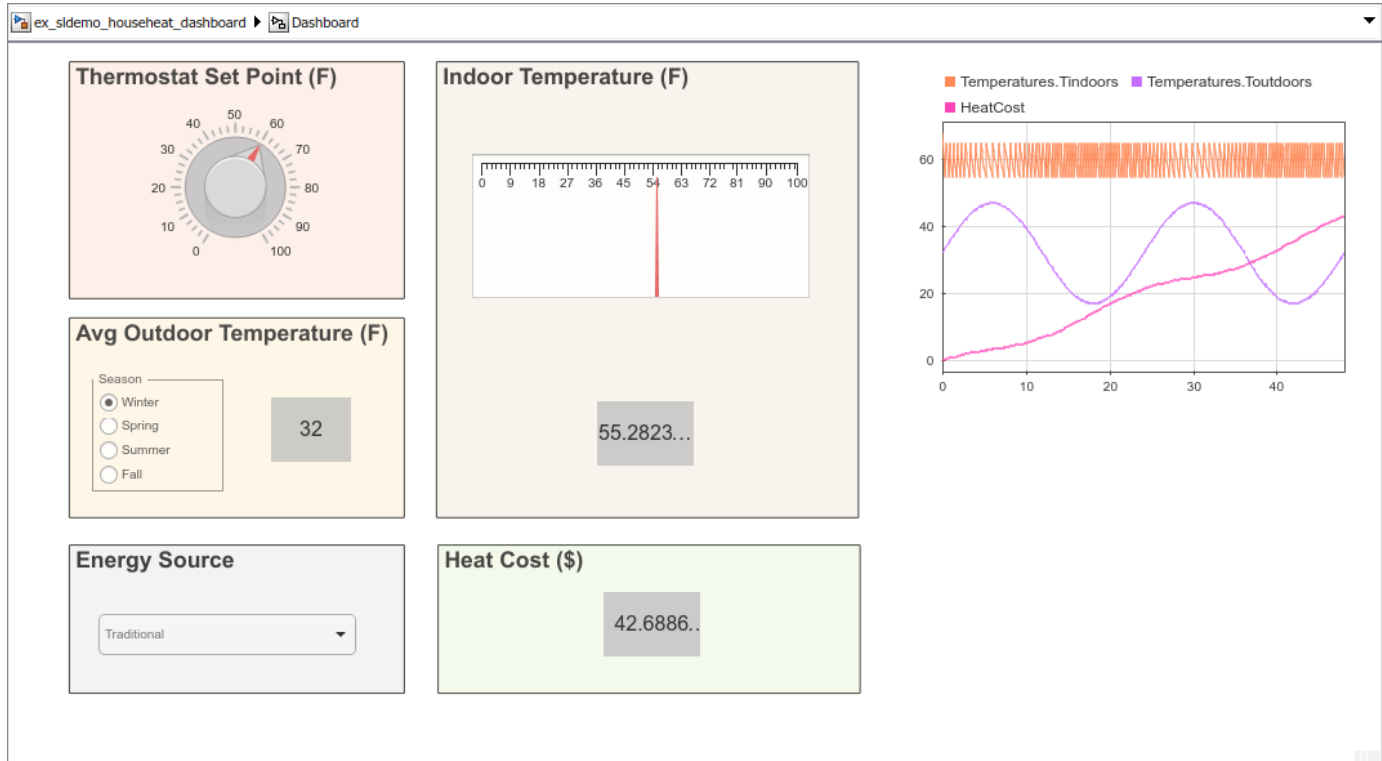 ex_sldemo_househeat_dashboard Dashboard
Thermostat Set Point (F)
0 10 20 30 40 50 60 70 80 90 100
Indoor Temperature (F)
0 9 18 27 36 45 54 63 72 81 90 100
55.2823...
Temperatures.Tindoors Temperatures.Toutdoors
HeatCost
60
40
20
0
0 10 20 30 40
Avg Outdoor Temperature (F)
Season
Winter
Spring
Summer
Fall
32
Energy Source
Traditional
Heat Cost ($)
42.6886..